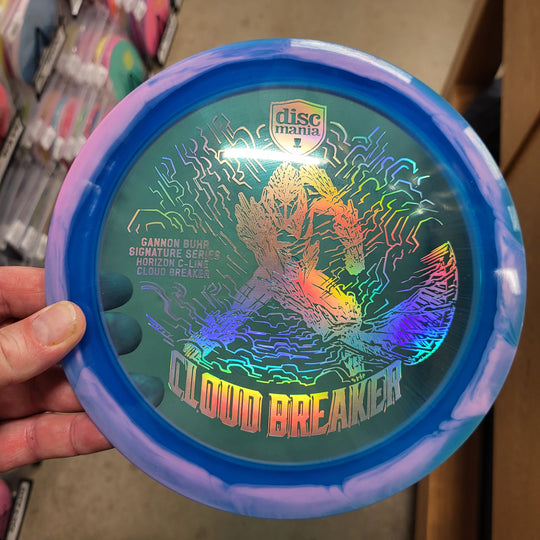 disc
mania
GANNON BUHR
SIGNATURE SERIES
HORIZON C-LINE
CLOUD BREAKER
CLOUD BREAKER